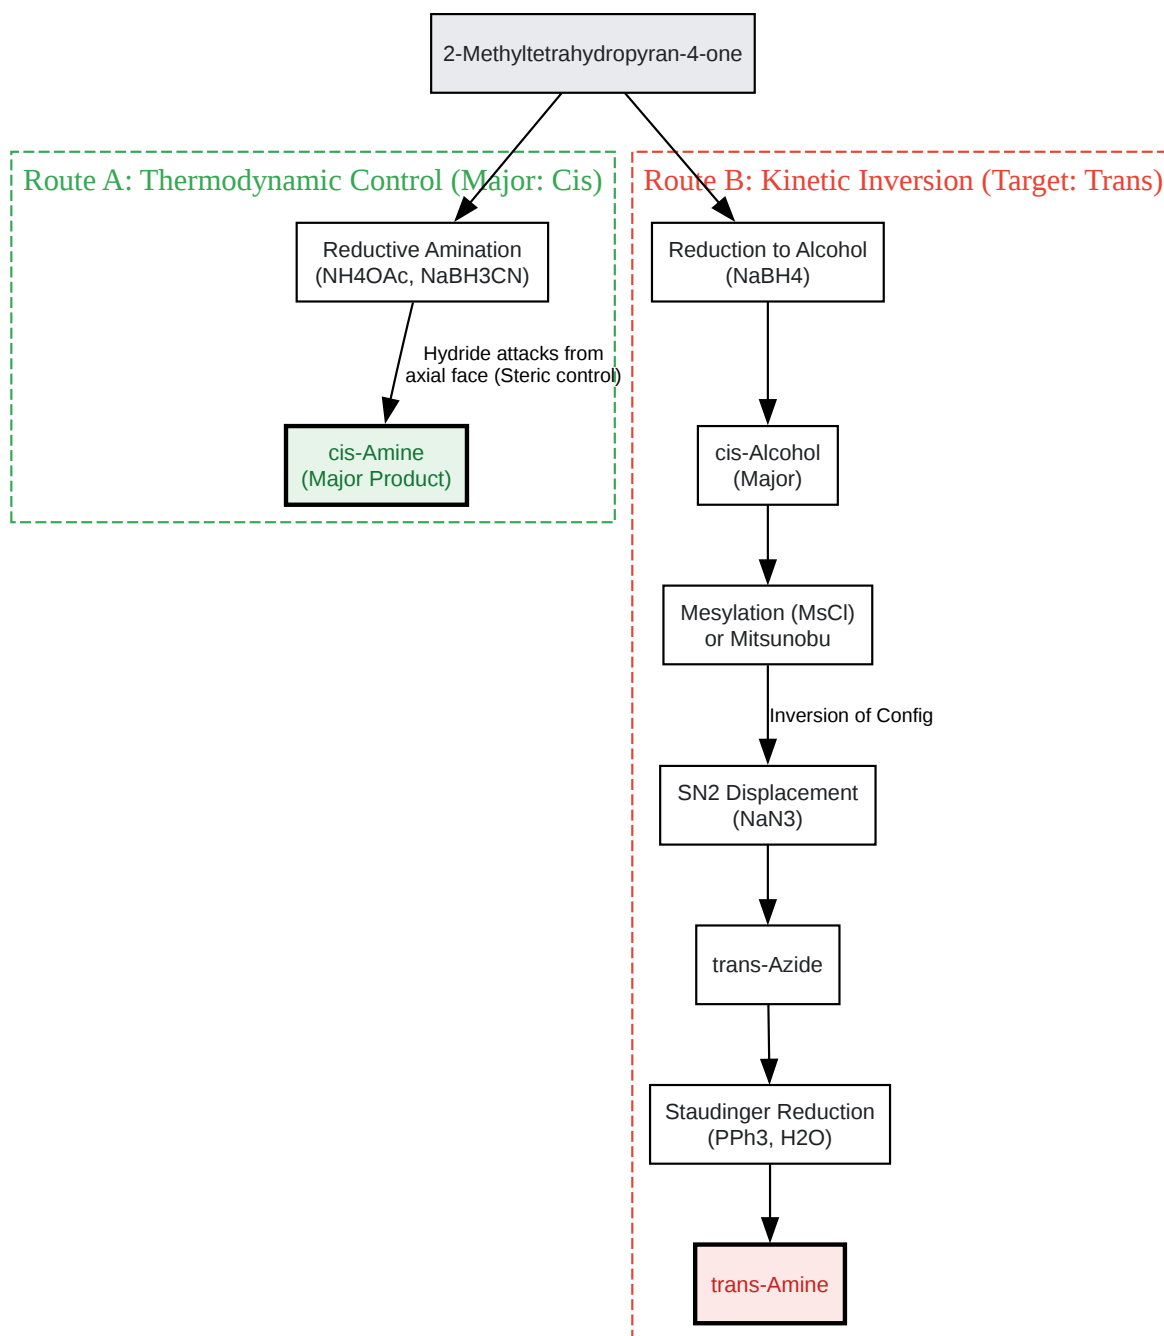 2-Methyltetrahydropyran-4-one
Route A: Thermodynamic Control (Major: Cis)
Reductive Amination
(NH4OAc, NaBH3CN)
Hydride attacks from
axial face (Steric control)
cis-Amine
(Major Product)
Route B: Kinetic Inversion (Target: Trans)
Reduction to Alcohol
(NaBH4)
cis-Alcohol
(Major)
Mesylation (MsCl)
or Mitsunobu
Inversion of Config
SN2 Displacement
(NaN3)
trans-Azide
Staudinger Reduction
(PPh3, H2O)
trans-Amine